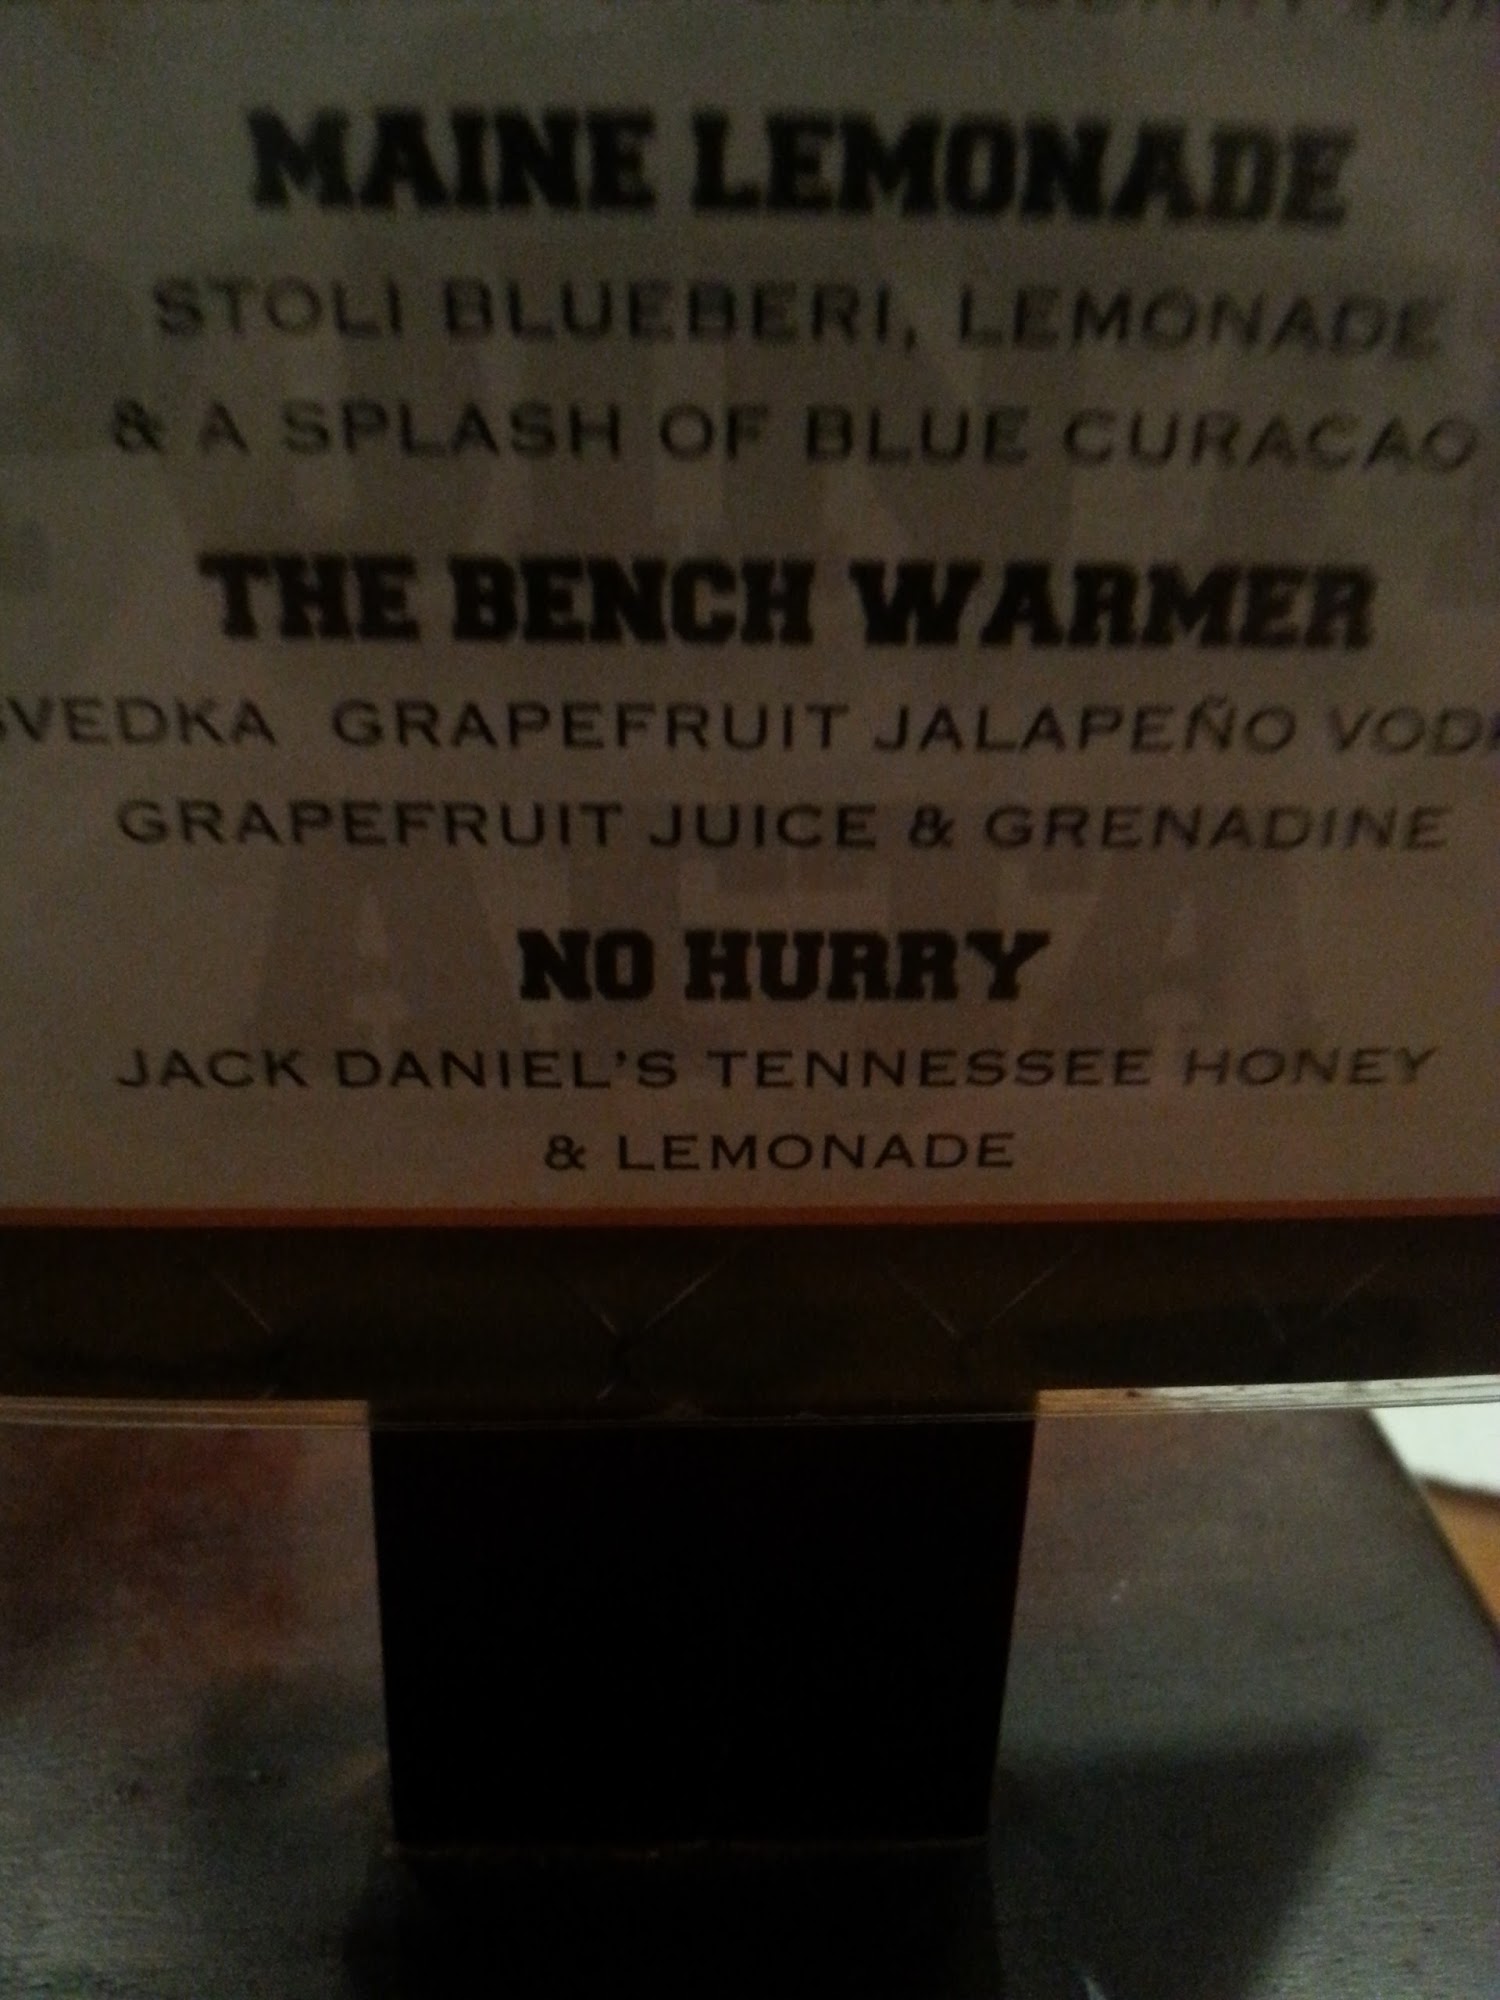 MAINE LEMONADE
STOLI BLUEBERI, LEMONADE
& A SPLASH OF BLUE CURACAO
THE BENCH WARMER
SVEDKA GRAPEFRUIT JALAPEÑO
GRAPEFRUIT JUICE & GRENADINE
NO HURRY
JACK DANIEL'S TENNESSEE HONEY
& LEMONADE